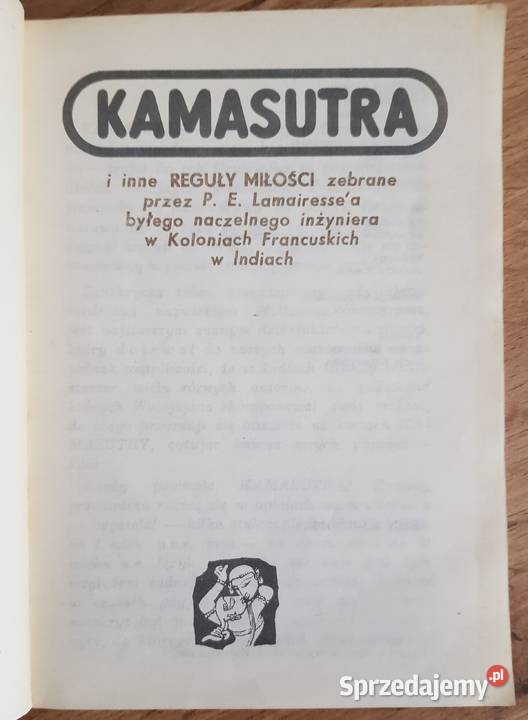 KAMASUTRA
i inne REGUŁY MIŁOŚCI zebrane
przez P. E. Lamairesse'a
byłego naczelnego inżyniera
w Koloniach Francuskich
w Indiach
Sprzedajemy.pl